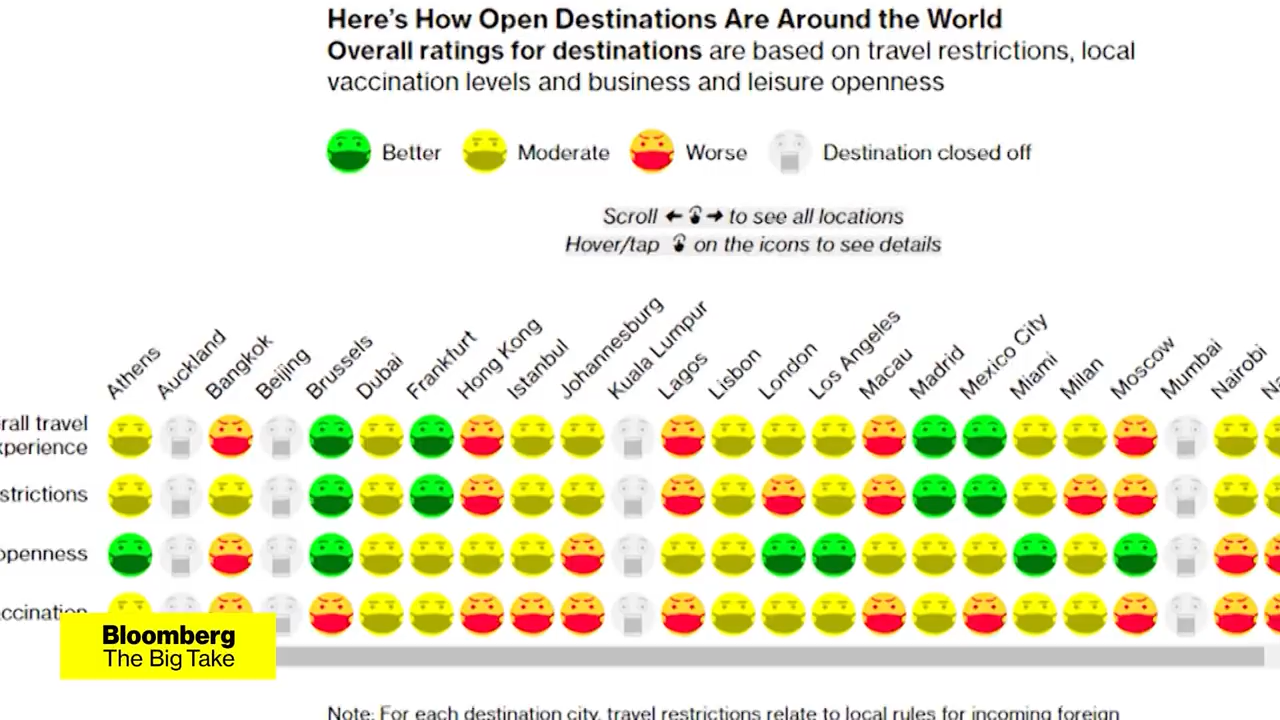 Here's How Open Destinations Are Around the World
Overall ratings for destinations are based on travel restrictions, local
vaccination levels and business and leisure openness
Better Moderate Worse Destination closed off
Scroll ← → to see all locations
Hover/tap on the icons to see details
Athens
Auckland
Bangkok
Beijing
Brussels
Dubai
Frankfurt
Hong Kong
Istanbul
Johannesburg
Kuala Lumpur
Lagos
Lisbon
London
Los Angeles
Macau
Madrid
Mexico City
Miami
Milan
Moscow
Mumbai
Nairobi
Na
rall travel
xperience
strictions
openness
ccination
Bloomberg
The Big Take
Note: For each destination city, travel restrictions relate to local rules for incoming foreign